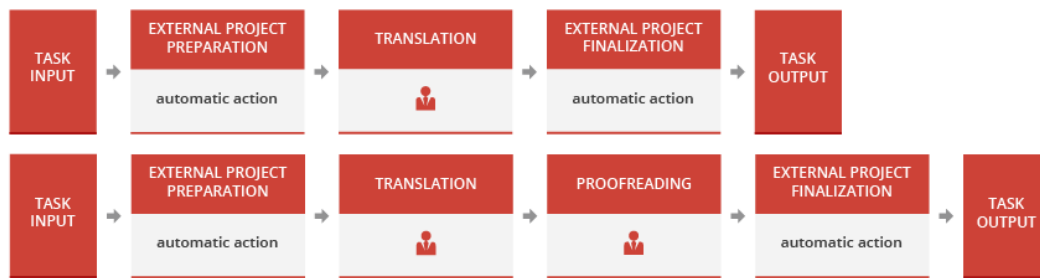 TASK
INPUT
EXTERNAL PROJECT
PREPARATION
automatic action
TRANSLATION
EXTERNAL PROJECT
FINALIZATION
automatic action
TASK
OUTPUT
TASK
INPUT
EXTERNAL PROJECT
PREPARATION
automatic action
TRANSLATION
PROOFREADING
EXTERNAL PROJECT
FINALIZATION
automatic action
TASK
OUTPUT